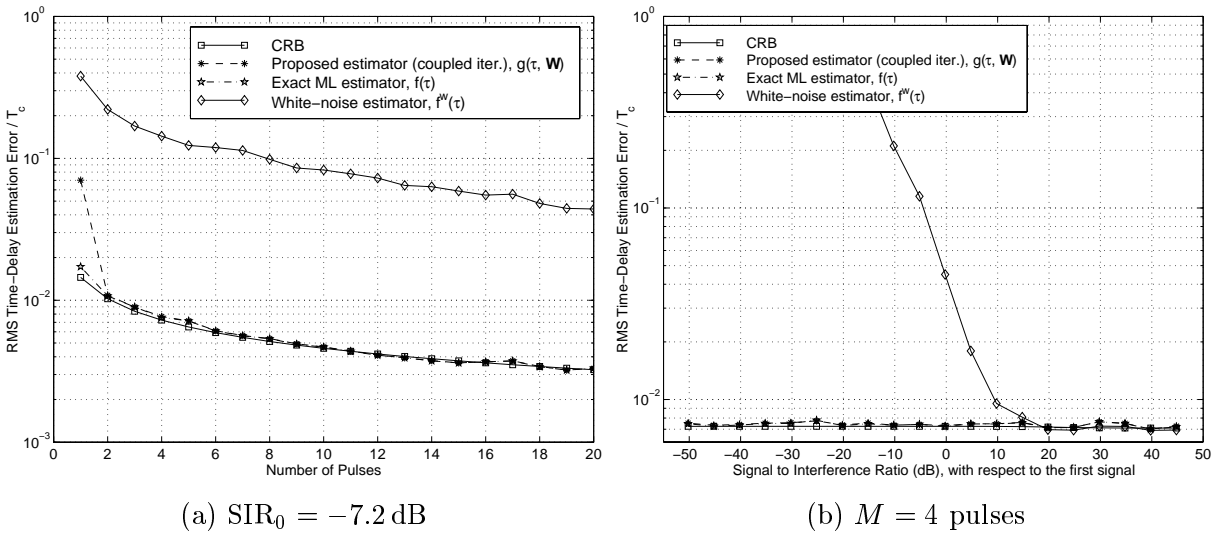 RMS Time−Delay Estimation Error / T_c
10^0
10^−1
10^−2
10^−3
CRB
Proposed estimator (coupled iter.), g(τ, W)
Exact ML estimator, f(τ)
White−noise estimator, f^w(τ)
0 2 4 6 8 10 12 14 16 18 20
Number of Pulses
(a) SIR_0 = −7.2 dB
RMS Time−Delay Estimation Error / T_c
10^0
10^−1
10^−2
CRB
Proposed estimator (coupled iter.), g(τ, W)
Exact ML estimator, f(τ)
White−noise estimator, f^w(τ)
−50 −40 −30 −20 −10 0 10 20 30 40 50
Signal to Interference Ratio (dB), with respect to the first signal
(b) M = 4 pulses